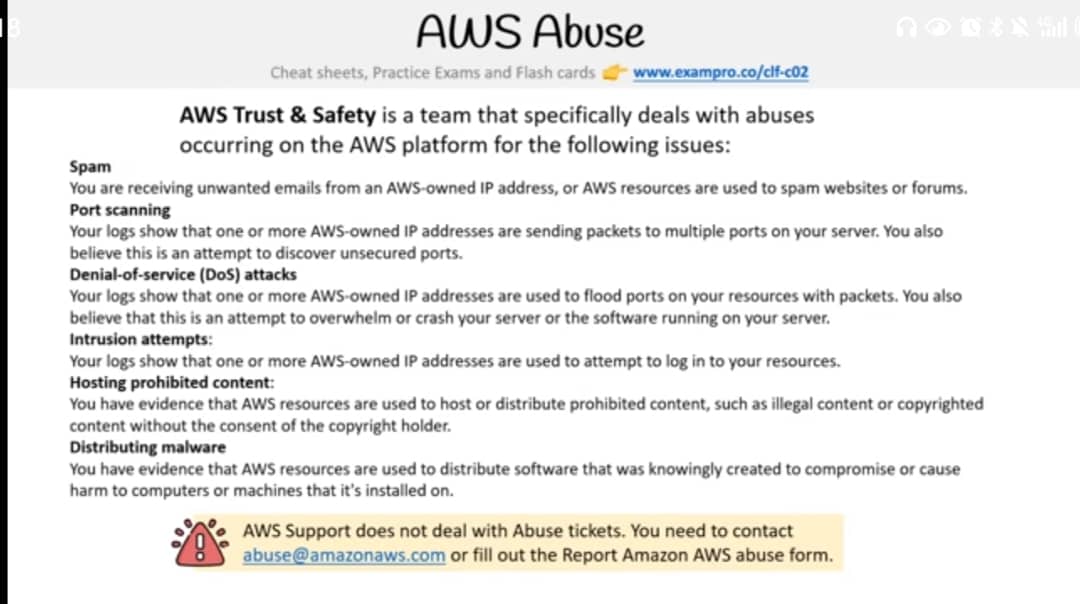 AWS Abuse
Cheat sheets, Practice Exams and Flash cards 👉 www.exampro.co/clf-c02
AWS Trust & Safety is a team that specifically deals with abuses
occurring on the AWS platform for the following issues:
Spam
You are receiving unwanted emails from an AWS-owned IP address, or AWS resources are used to spam websites or forums.
Port scanning
Your logs show that one or more AWS-owned IP addresses are sending packets to multiple ports on your server. You also
believe this is an attempt to discover unsecured ports.
Denial-of-service (DoS) attacks
Your logs show that one or more AWS-owned IP addresses are used to flood ports on your resources with packets. You also
believe that this is an attempt to overwhelm or crash your server or the software running on your server.
Intrusion attempts:
Your logs show that one or more AWS-owned IP addresses are used to attempt to log in to your resources.
Hosting prohibited content:
You have evidence that AWS resources are used to host or distribute prohibited content, such as illegal content or copyrighted
content without the consent of the copyright holder.
Distributing malware
You have evidence that AWS resources are used to distribute software that was knowingly created to compromise or cause
harm to computers or machines that it's installed on.
AWS Support does not deal with Abuse tickets. You need to contact
abuse@amazonaws.com or fill out the Report Amazon AWS abuse form.